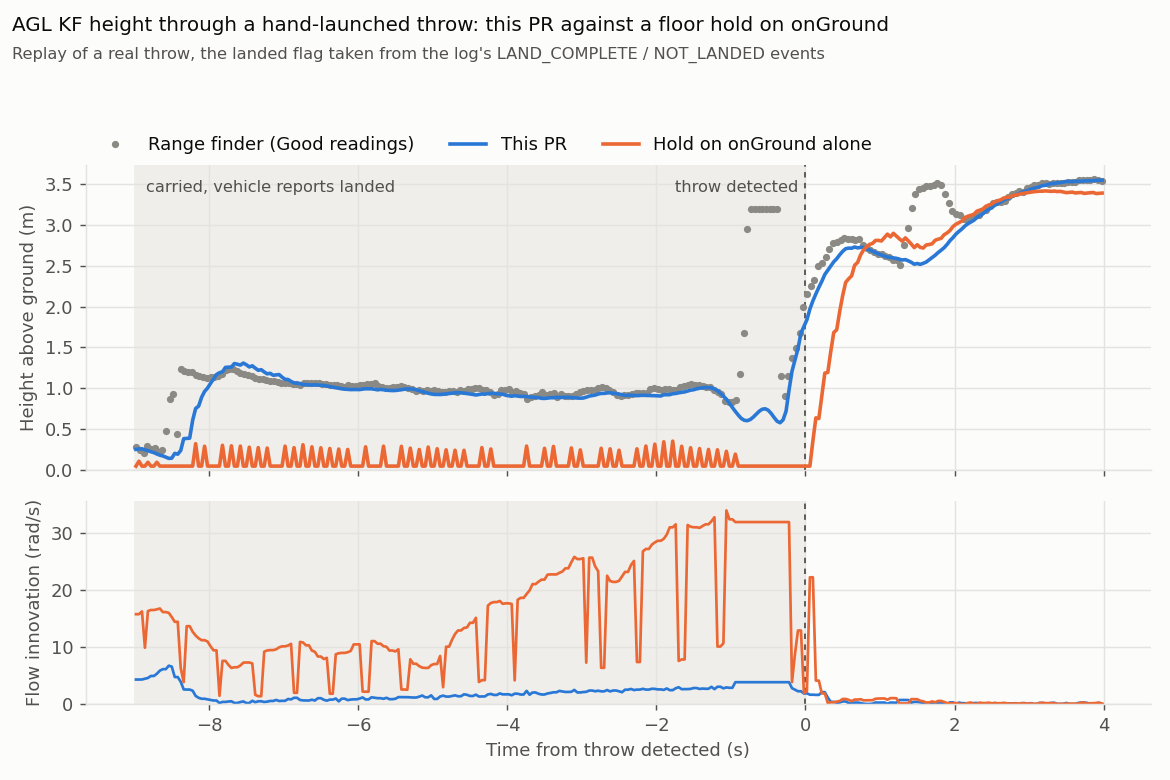 AGL KF height through a hand-launched throw: this PR against a floor hold on onGround
Replay of a real throw, the landed flag taken from the log's LAND_COMPLETE / NOT_LANDED events
Range finder (Good readings) This PR Hold on onGround alone
carried, vehicle reports landed throw detected
Height above ground (m)
3.5
3.0
2.5
2.0
1.5
1.0
0.5
0.0
Flow innovation (rad/s)
30
20
10
0
−8 −6 −4 −2 0 2 4
Time from throw detected (s)